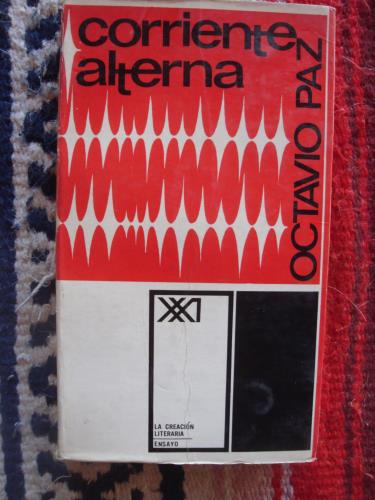 corriente
alterna
OCTAVIO PAZ
XXI
LA CREACIÓN
LITERARIA
ENSAYO